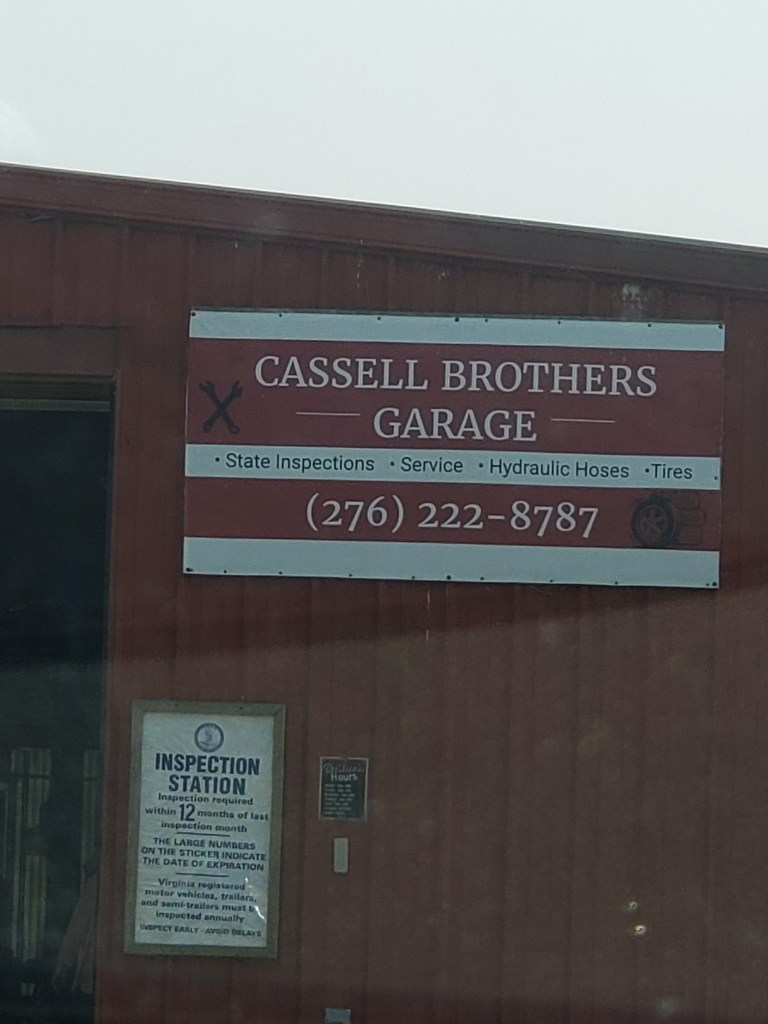 CASSELL BROTHERS
GARAGE
• State Inspections • Service • Hydraulic Hoses •Tires
(276) 222-8787
INSPECTION
STATION
Inspection required
within 12 months of last
inspection month
THE LARGE NUMBERS
ON THE STICKER INDICATE
THE DATE OF EXPIRATION
Virginia registered
motor vehicles, trailers,
and semi-trailers must be
inspected annually
INSPECT EARLY - AVOID DELAYS
Hours